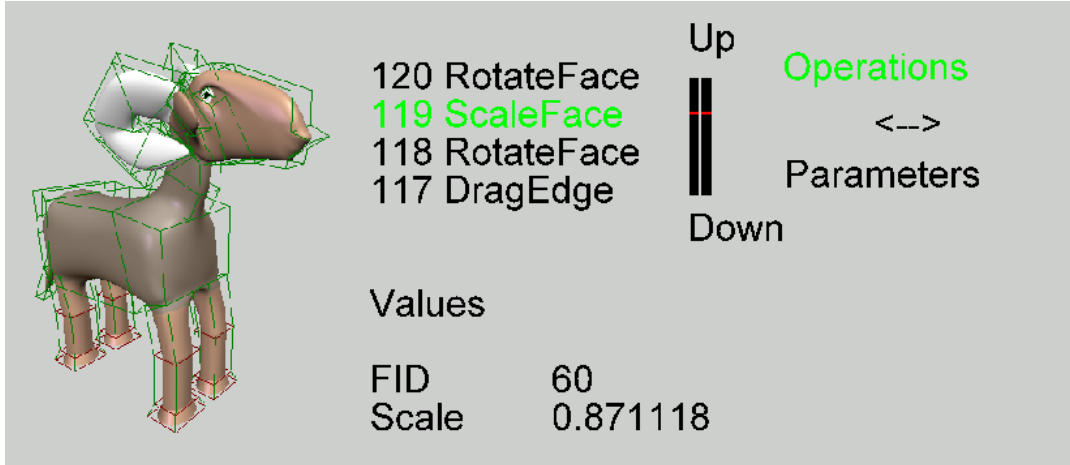 120 RotateFace
119 ScaleFace
118 RotateFace
117 DragEdge
Up
Down
Operations
<-->
Parameters
Values
FID 60
Scale 0.871118